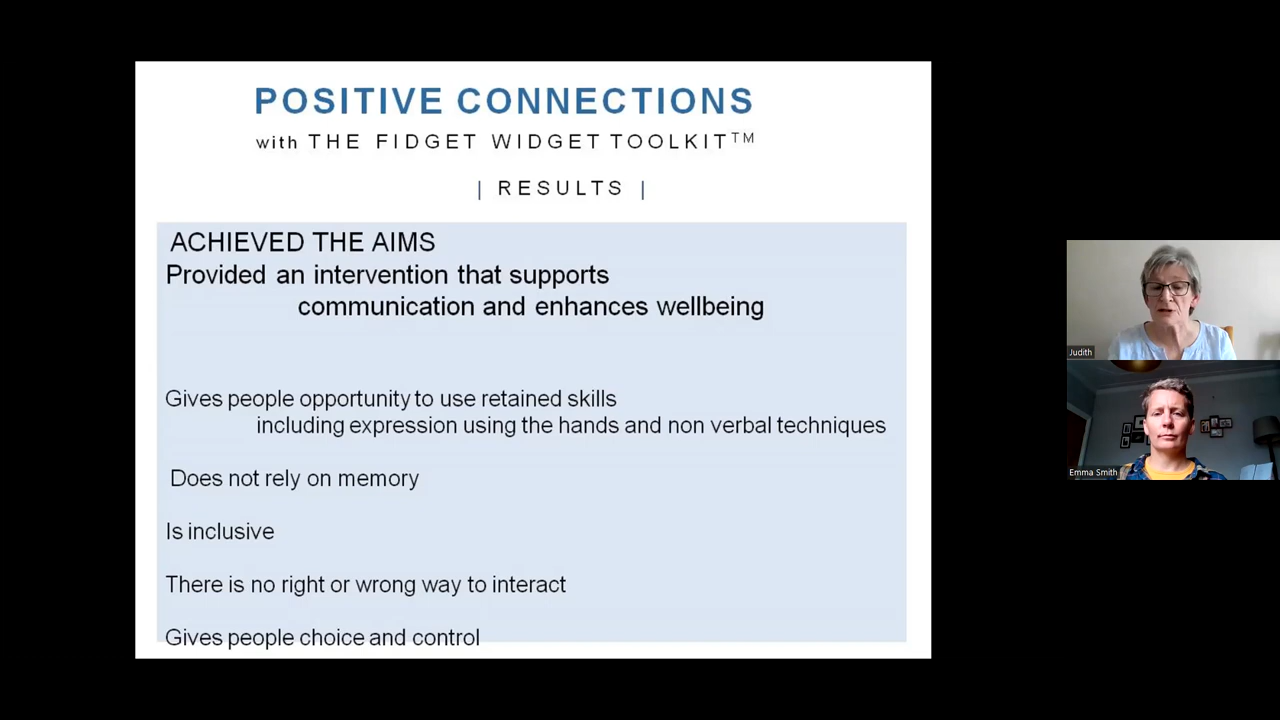 POSITIVE CONNECTIONS
with THE FIDGET WIDGET TOOLKIT™
| RESULTS |
ACHIEVED THE AIMS
Provided an intervention that supports
communication and enhances wellbeing
Gives people opportunity to use retained skills
including expression using the hands and non verbal techniques
Does not rely on memory
Is inclusive
There is no right or wrong way to interact
Gives people choice and control
Judith
Emma Smith